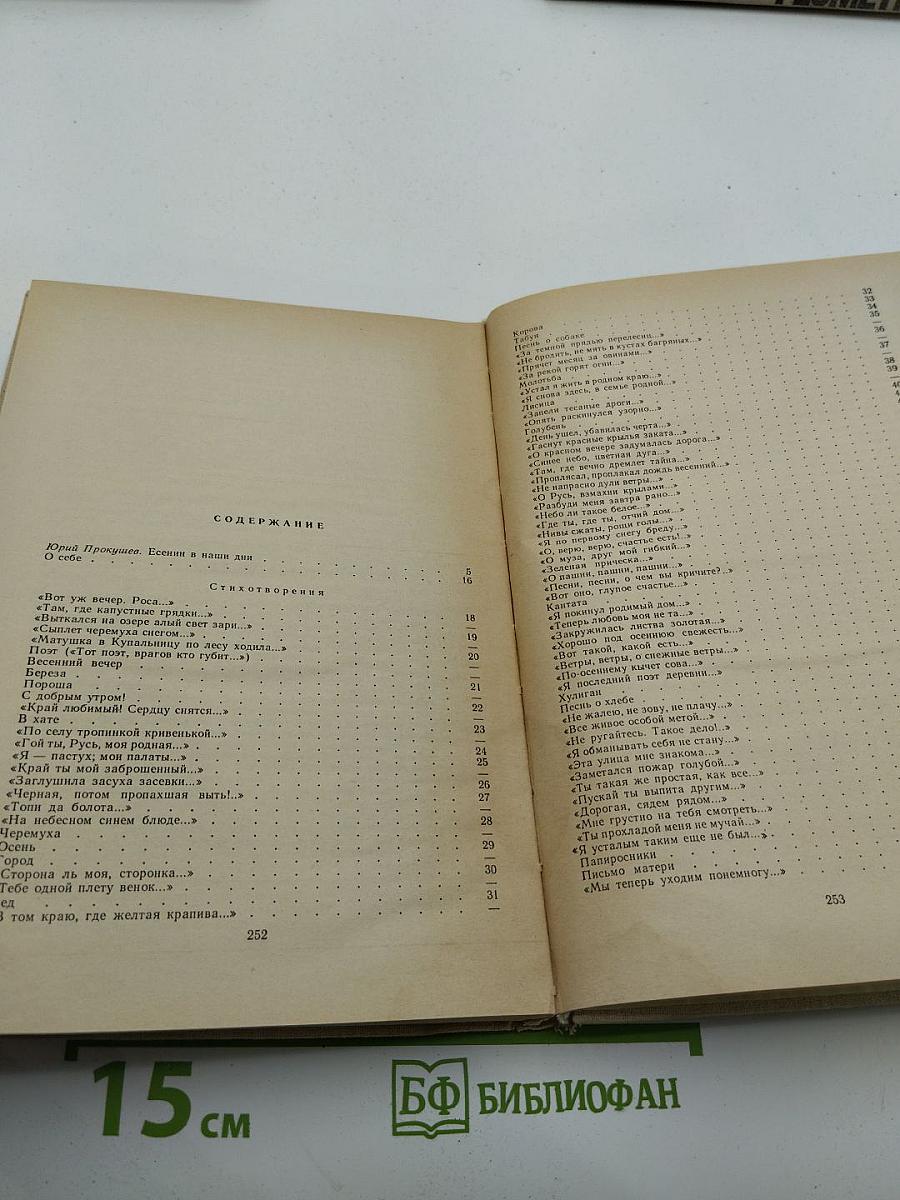 СОДЕРЖАНИЕ
Юрий Прокушев. Есенин в наши дни 5
О себе 16
Стихотворения
«Вот уж вечер. Роса...» 18
«Там, где капустные грядки...» —
«Выткался на озере алый свет зари...» —
«Сыплет черемуха снегом...» 19
«Матушка в Купальницу по лесу ходила...» —
Поэт («Тот поэт, врагов кто губит...») 20
Весенний вечер —
Береза —
Пороша 21
С добрым утром! —
«Край любимый! Сердцу снятся...» 22
В хате —
«По селу тропинкой кривенькой...» 23
«Гой ты, Русь, моя родная...» —
«Я — пастух; мои палаты...» 24
«Край ты мой заброшенный...» 25
«Заглушила засуха засевки...» —
«Черная, потом пропахшая выть!..» 26
«Топи да болота...» 27
«На небесном синем блюде...» —
Черемуха 28
Осень —
Город 29
Сторона ль моя, сторонка...» —
Тебе одной плету венок...» 30
ед —
В том краю, где желтая крапива...» 31
—
252
Корова 32
Табун 33
Песнь о собаке 34
«За темной прядью перелесиц...» 35
«Не бродить, не мять в кустах багряных...» —
«Прячет месяц за овинами...» 36
«За рекой горят огни...» —
Молотьба 37
«Устал я жить в родном краю...» —
«Я снова здесь, в семье родной...» 38
Лисица 39
«Запели тесаные дроги...» —
«Опять раскинулся узорно...»
Голубень
«День ушел, убавилась черта...»
«Гаснут красные крылья заката...»
«О красном вечере задумалась дорога...»
«Синее небо, цветная дуга...»
«Там, где вечно дремлет тайна...»
«Проплясал, проплакал дождь весенний...»
«Не напрасно дули ветры...»
«О Русь, взмахни крылами...»
«Разбуди меня завтра рано...»
«Небо ли такое белое...»
«Где ты, где ты, отчий дом...»
«Нивы сжаты, рощи голы...»
«Я по первому снегу бреду...»
«О, верю, верю, счастье есть!..»
«О муза, друг мой гибкий...»
«Зеленая прическа...»
«О пашни, пашни, пашни...»
«Песни, песни, о чем вы кричите?..»
«Вот оно, глупое счастье...»
Кантата
«Я покинул родимый дом...»
«Теперь любовь моя не та...»
«Закружилась листва золотая...»
«Хорошо под осеннюю свежесть...»
«Вот такой, какой есть...»
«Ветры, ветры, о снежные ветры...»
«По-осеннему кычет сова...»
«Я последний поэт деревни...»
Хулиган
Песнь о хлебе
«Не жалею, не зову, не плачу...»
«Все живое особой метой...»
«Не ругайтесь. Такое дело!..»
«Я обманывать себя не стану...»
«Эта улица мне знакома...»
«Заметался пожар голубой...»
«Ты такая ж простая, как все...»
«Пускай ты выпита другим...»
«Дорогая, сядем рядом...»
«Мне грустно на тебя смотреть...»
«Ты прохладой меня не мучай...»
«Я усталым таким еще не был...»
Папиросники
Письмо матери
«Мы теперь уходим понемногу...»
253
15 см
БФ БИБЛИОФАН